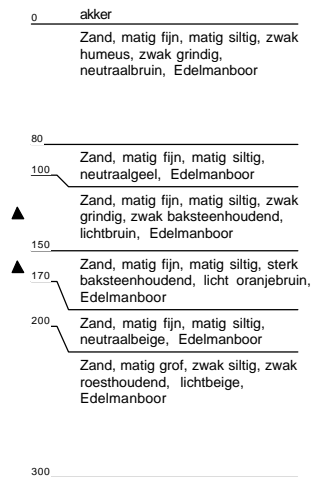 0 akker
Zand, matig fijn, matig siltig, zwak
humeus, zwak grindig,
neutraalbruin, Edelmanboor
80
Zand, matig fijn, matig siltig,
100 neutraalgeel, Edelmanboor
Zand, matig fijn, matig siltig, zwak
grindig, zwak baksteenhoudend,
lichtbruin, Edelmanboor
150
Zand, matig fijn, matig siltig, sterk
170 baksteenhoudend, licht oranjebruin,
Edelmanboor
200 Zand, matig fijn, matig siltig,
neutraalbeige, Edelmanboor
Zand, matig grof, zwak siltig, zwak
roesthoudend, lichtbeige,
Edelmanboor
300